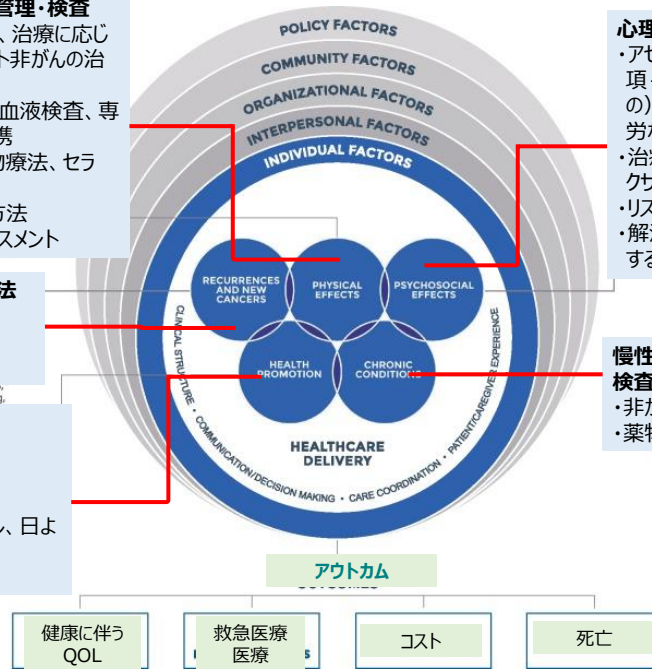 管理・検査
、治療に応じ
ト非がんの治
血液検査、専
携
物療法、セラ
方法
スメント
法
ル、日よ
POLICY FACTORS
COMMUNITY FACTORS
ORGANIZATIONAL FACTORS
INTERPERSONAL FACTORS
INDIVIDUAL FACTORS
RECURRENCES
AND NEW
CANCERS
PHYSICAL
EFFECTS
PSYCHOSOCIAL
EFFECTS
HEALTH
PROMOTION
CHRONIC
CONDITIONS
HEALTHCARE
DELIVERY
CLINICAL STRUCTURE • COMMUNICATION/DECISION MAKING • CARE COORDINATION • PATIENT/CAREGIVER EXPERIENCE
心理
・アセ
項
の)
労
・治療
クサ
・リス
・解
する
慢性
検査
・非が
・薬物
アウトカム
健康に伴う
QOL
救急医療
医療
コスト
死亡